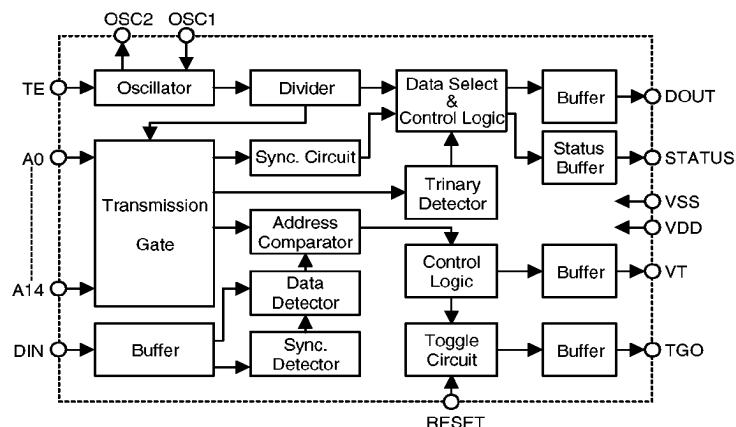 OSC2 OSC1
TE Oscillator Divider Data Select & Control Logic Buffer DOUT
A0 Sync. Circuit Status Buffer STATUS
Transmission Gate Trinary Detector
VSS
Address Comparator VDD
A14 Data Detector Control Logic Buffer VT
DIN Buffer Sync. Detector Toggle Circuit Buffer TGO
RESET